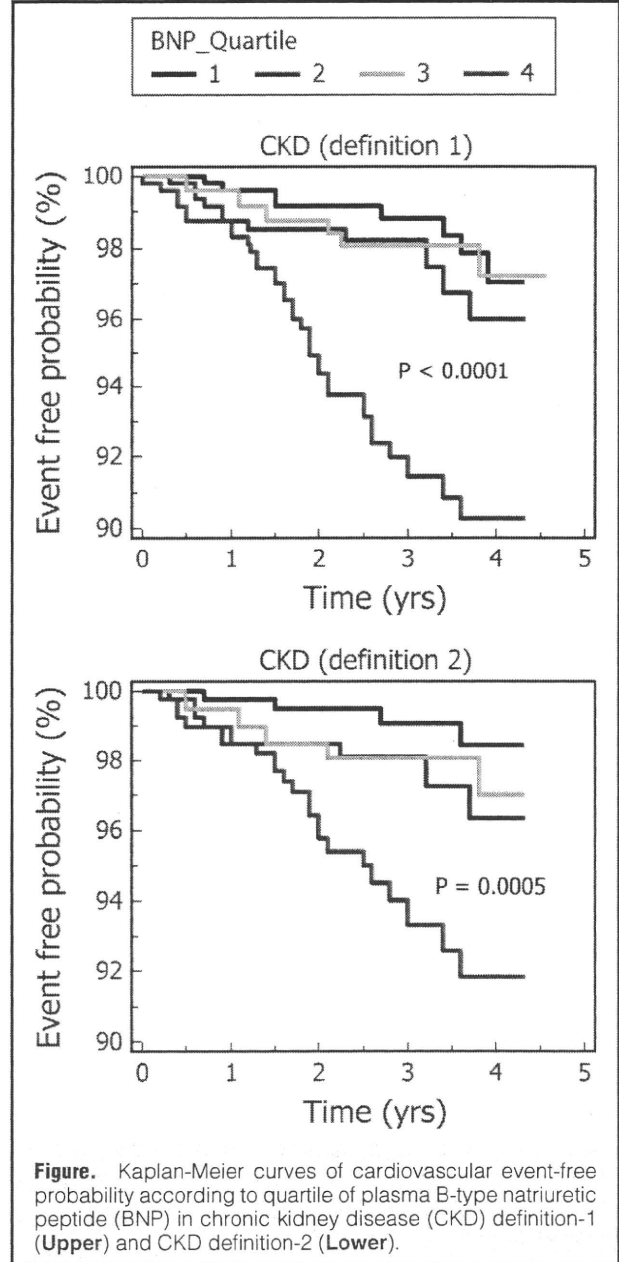 BNP_Quartile
1 2 3 4
CKD (definition 1)
Event free probability (%)
100
98
96
94
92
90
P < 0.0001
0 1 2 3 4 5
Time (yrs)
CKD (definition 2)
Event free probability (%)
100
98
96
94
92
90
P = 0.0005
0 1 2 3 4 5
Time (yrs)
Figure. Kaplan-Meier curves of cardiovascular event-free
probability according to quartile of plasma B-type natriuretic
peptide (BNP) in chronic kidney disease (CKD) definition-1
(Upper) and CKD definition-2 (Lower).